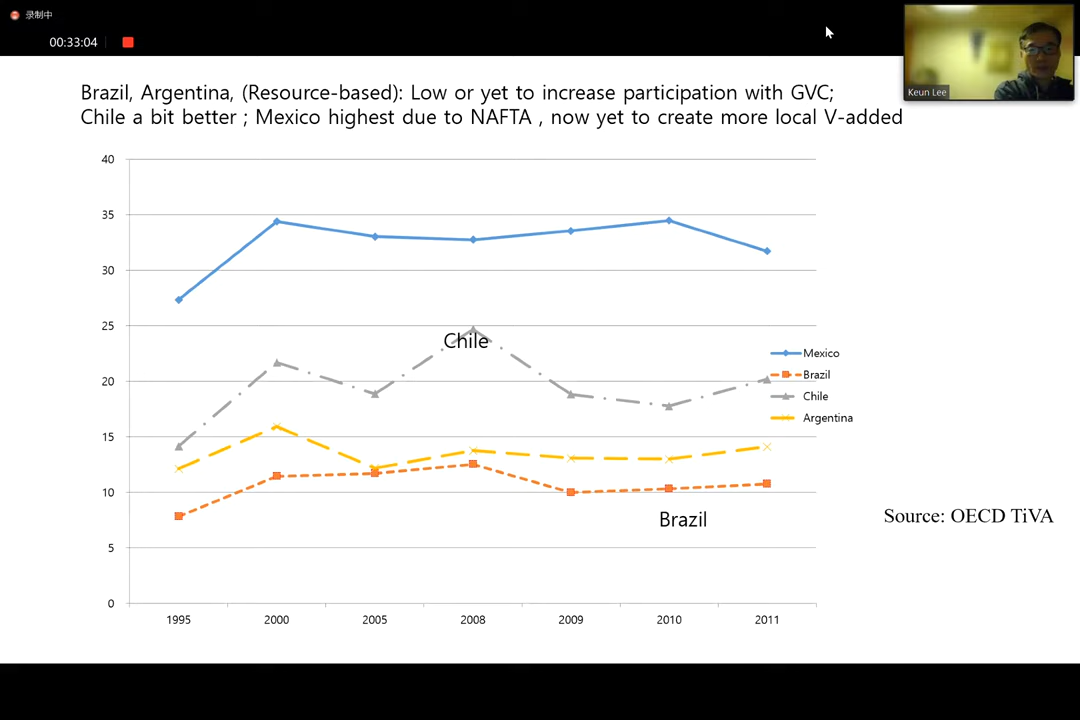 录制中
00:33:04
Keun Lee
Brazil, Argentina, (Resource-based): Low or yet to increase participation with GVC;
Chile a bit better ; Mexico highest due to NAFTA , now yet to create more local V-added
40
35
30
25
20
15
10
5
0
Chile
Brazil
Mexico
Brazil
Chile
Argentina
Source: OECD TiVA
1995 2000 2005 2008 2009 2010 2011